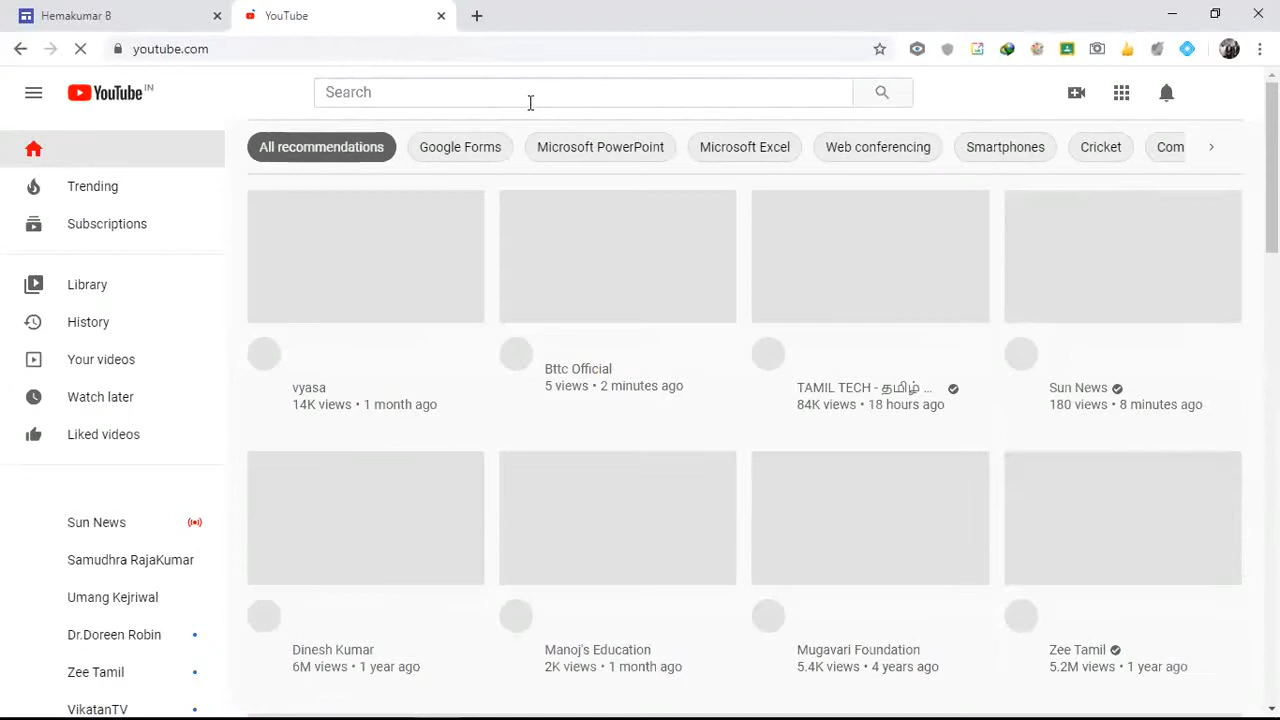 Hemakumar B
YouTube
youtube.com
YouTube IN
Search
All recommendations
Google Forms
Microsoft PowerPoint
Microsoft Excel
Web conferencing
Smartphones
Cricket
Com
Trending
Subscriptions
Library
History
Your videos
Watch later
Liked videos
Sun News
Samudhra RajaKumar
Umang Kejriwal
Dr.Doreen Robin
Zee Tamil
VikatanTV
vyasa
14K views • 1 month ago
Bttc Official
5 views • 2 minutes ago
TAMIL TECH - தமிழ் ...
84K views • 18 hours ago
Sun News
180 views • 8 minutes ago
Dinesh Kumar
6M views • 1 year ago
Manoj's Education
2K views • 1 month ago
Mugavari Foundation
5.4K views • 4 years ago
Zee Tamil
5.2M views • 1 year ago